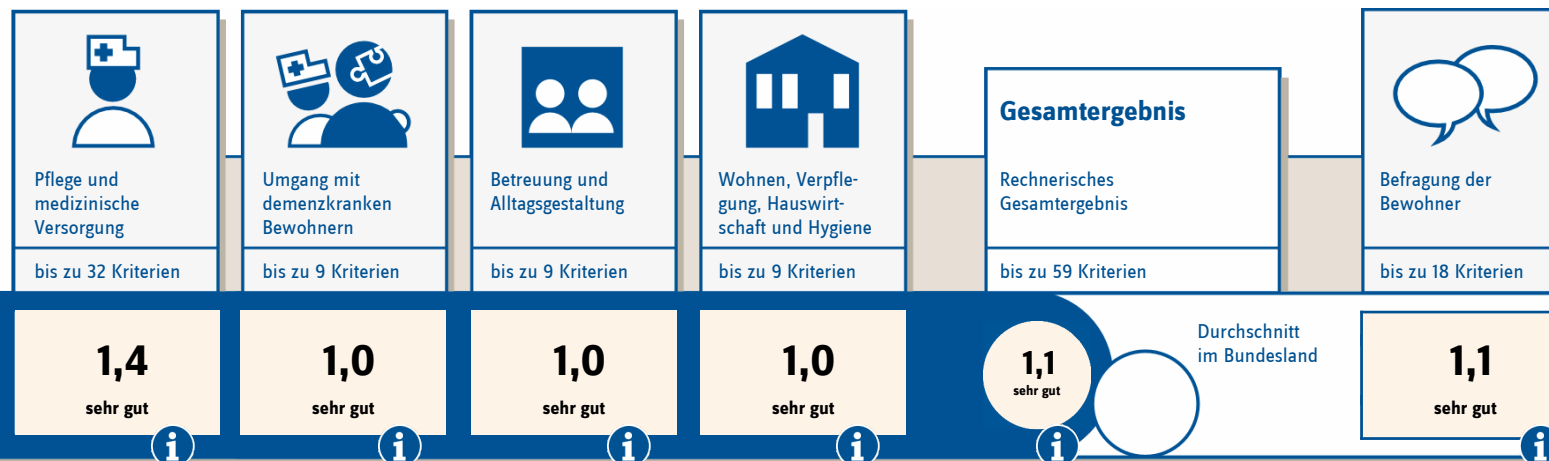 Pflege und
medizinische
Versorgung
bis zu 32 Kriterien
1,4
sehr gut
i
Umgang mit
demenzkranken
Bewohnern
bis zu 9 Kriterien
1,0
sehr gut
i
Betreuung und
Alltagsgestaltung
bis zu 9 Kriterien
1,0
sehr gut
i
Wohnen, Verpfle-
gung, Hauswirt-
schaft und Hygiene
bis zu 9 Kriterien
1,0
sehr gut
i
Gesamtergebnis
Rechnerisches
Gesamtergebnis
bis zu 59 Kriterien
1,1
sehr gut
i
Durchschnitt
im Bundesland
Befragung der
Bewohner
bis zu 18 Kriterien
1,1
sehr gut
i